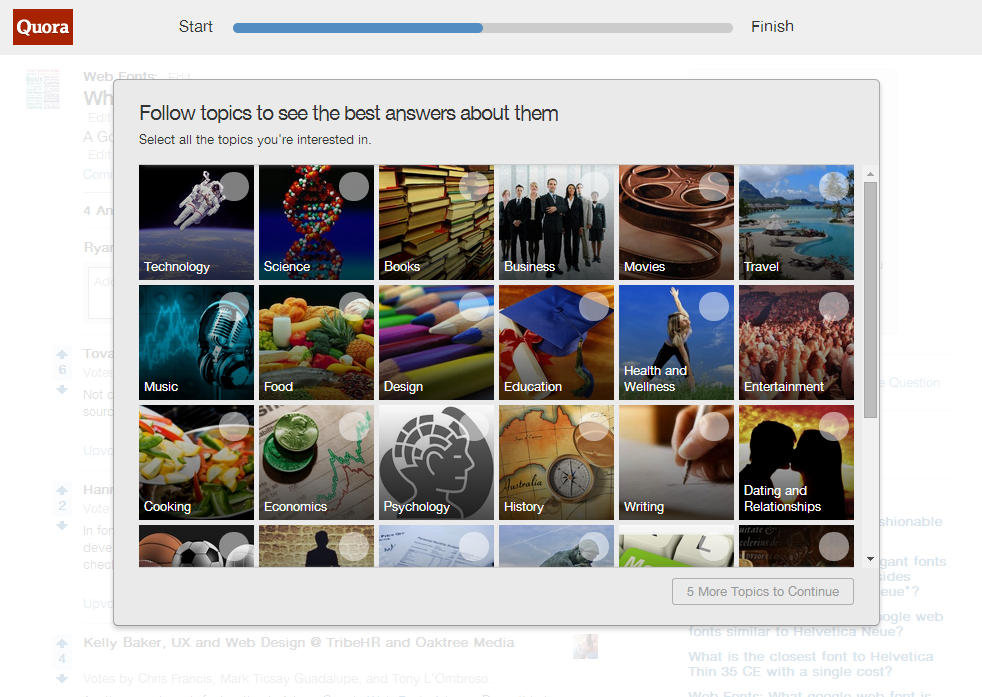 Quora
Start
Finish
Web Fonts: Edit
Wh
Edit
A Go
Edit
Com
4 An
Ryan
Add
Follow topics to see the best answers about them
Select all the topics you're interested in.
Technology
Science
Books
Business
Movies
Travel
Music
Food
Design
Education
Health and
Wellness
Entertainment
Cooking
Economics
Psychology
Australia
History
Writing
Dating and
Relationships
L
5 More Topics to Continue
Tova
6
Votes
Not o
sourc
Upvo
Hann
2
Vote
In for
deve
chec
Upvo
Kelly Baker, UX and Web Design @ TribeHR and Oaktree Media
4
Votes by Chris Francis, Mark Ticsay Guadalupe, and Tony L'Ombroso
e Question
shionable
gant fonts
sides
eue"?
ogle web
fonts similar to Helvetica Neue?
What is the closest font to Helvetica
Thin 35 CE with a single cost?
Web Fonts: What google web font is